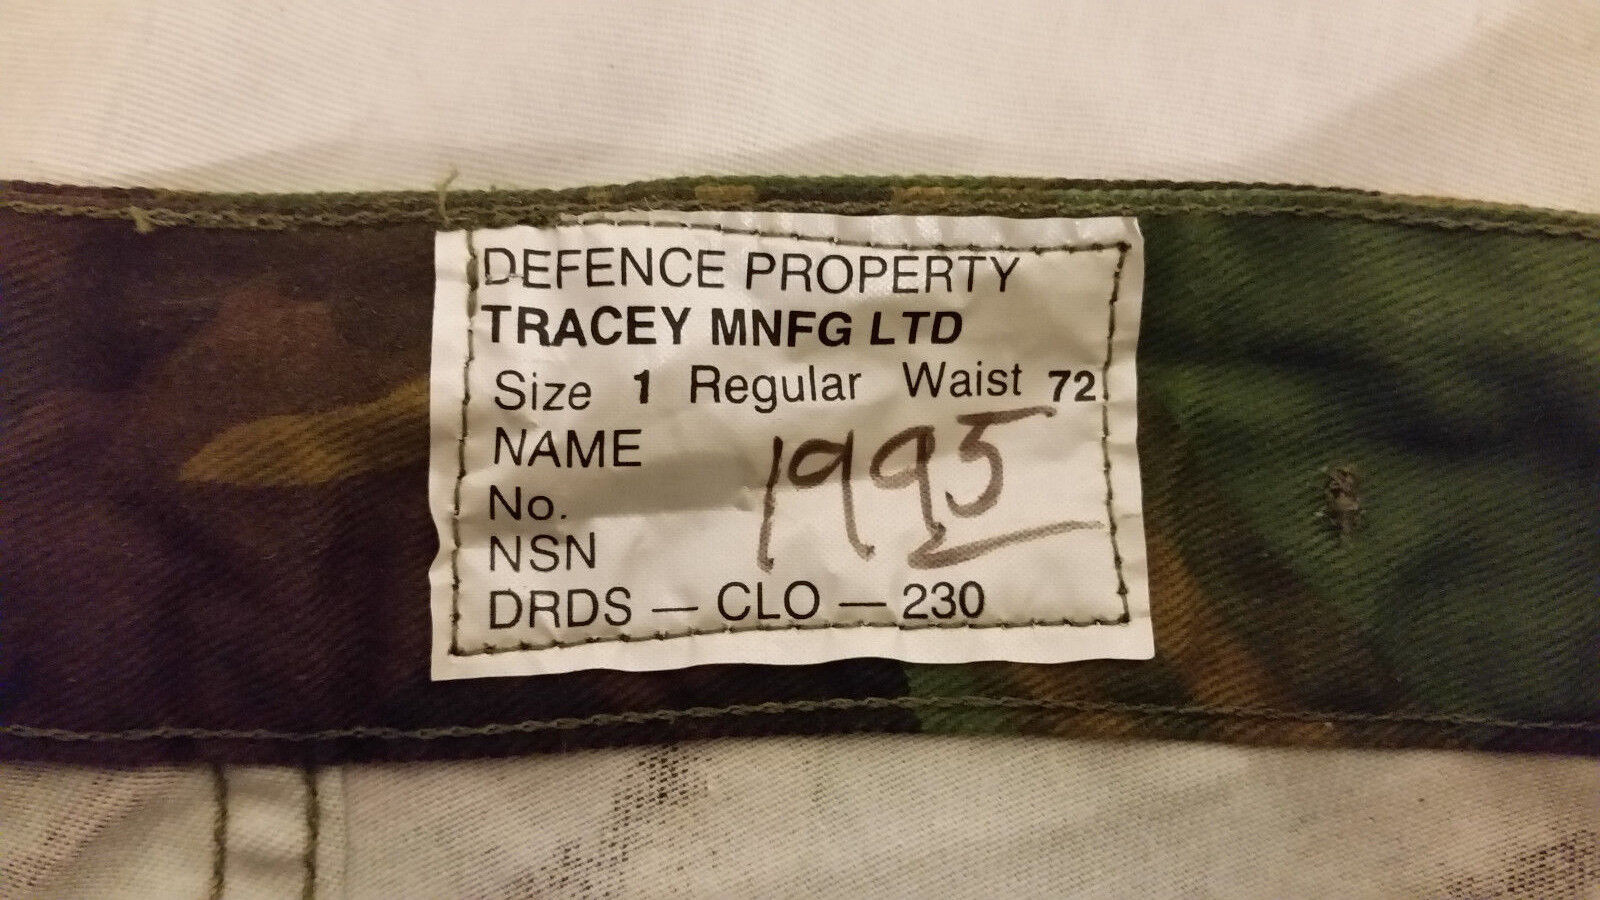 DEFENCE PROPERTY
TRACEY MNFG LTD
Size 1 Regular Waist 72
NAME
1995
No.
NSN
DRDS — CLO — 230